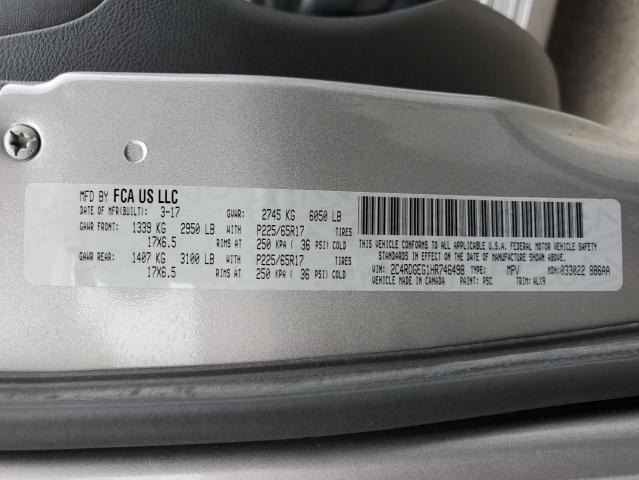 MFD BY FCA US LLC
DATE OF MFR(BUILT): 3-17 GVWR: 2745 KG 6050 LB
GAWR FRONT: 1339 KG 2950 LB WITH P225/65R17 TIRES
17X6.5 RIMS AT 250 KPA ( 36 PSI) COLD
GAWR REAR: 1407 KG 3100 LB WITH P225/65R17 TIRES
17X6.5 RIMS AT 250 KPA ( 36 PSI) COLD
THIS VEHICLE CONFORMS TO ALL APPLICABLE U.S.A. FEDERAL MOTOR VEHICLE SAFETY
STANDARDS IN EFFECT ON THE DATE OF MANUFACTURE SHOWN ABOVE.
VIN: 2C4RDGEG1HR746498 TYPE: MPV MDH: 033022 886AA
VEHICLE MADE IN CANADA PAINT: PSC TRIM: ALX9